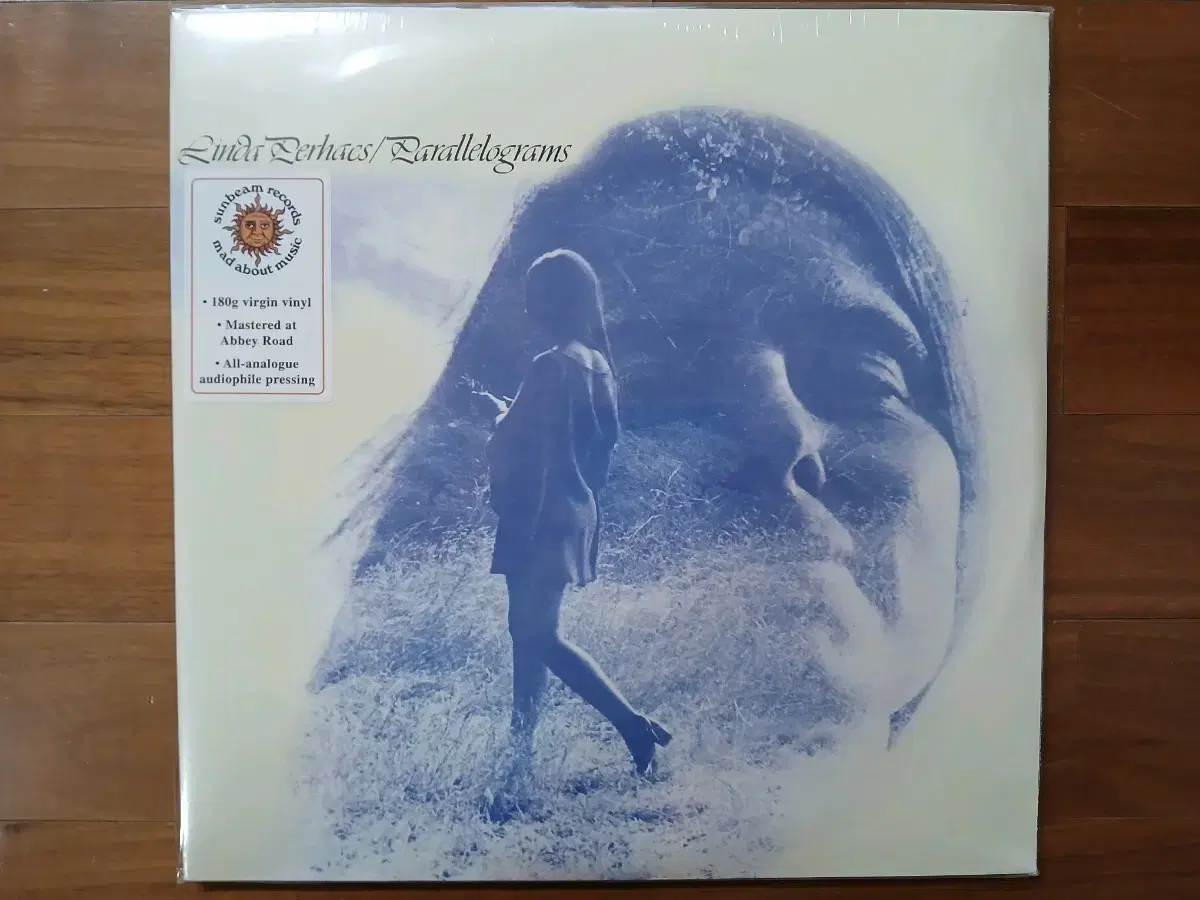 Linda Perhacs/Parallelograms
sunbeam records
mad about music
• 180g virgin vinyl
• Mastered at
Abbey Road
• All-analogue
audiophile pressing